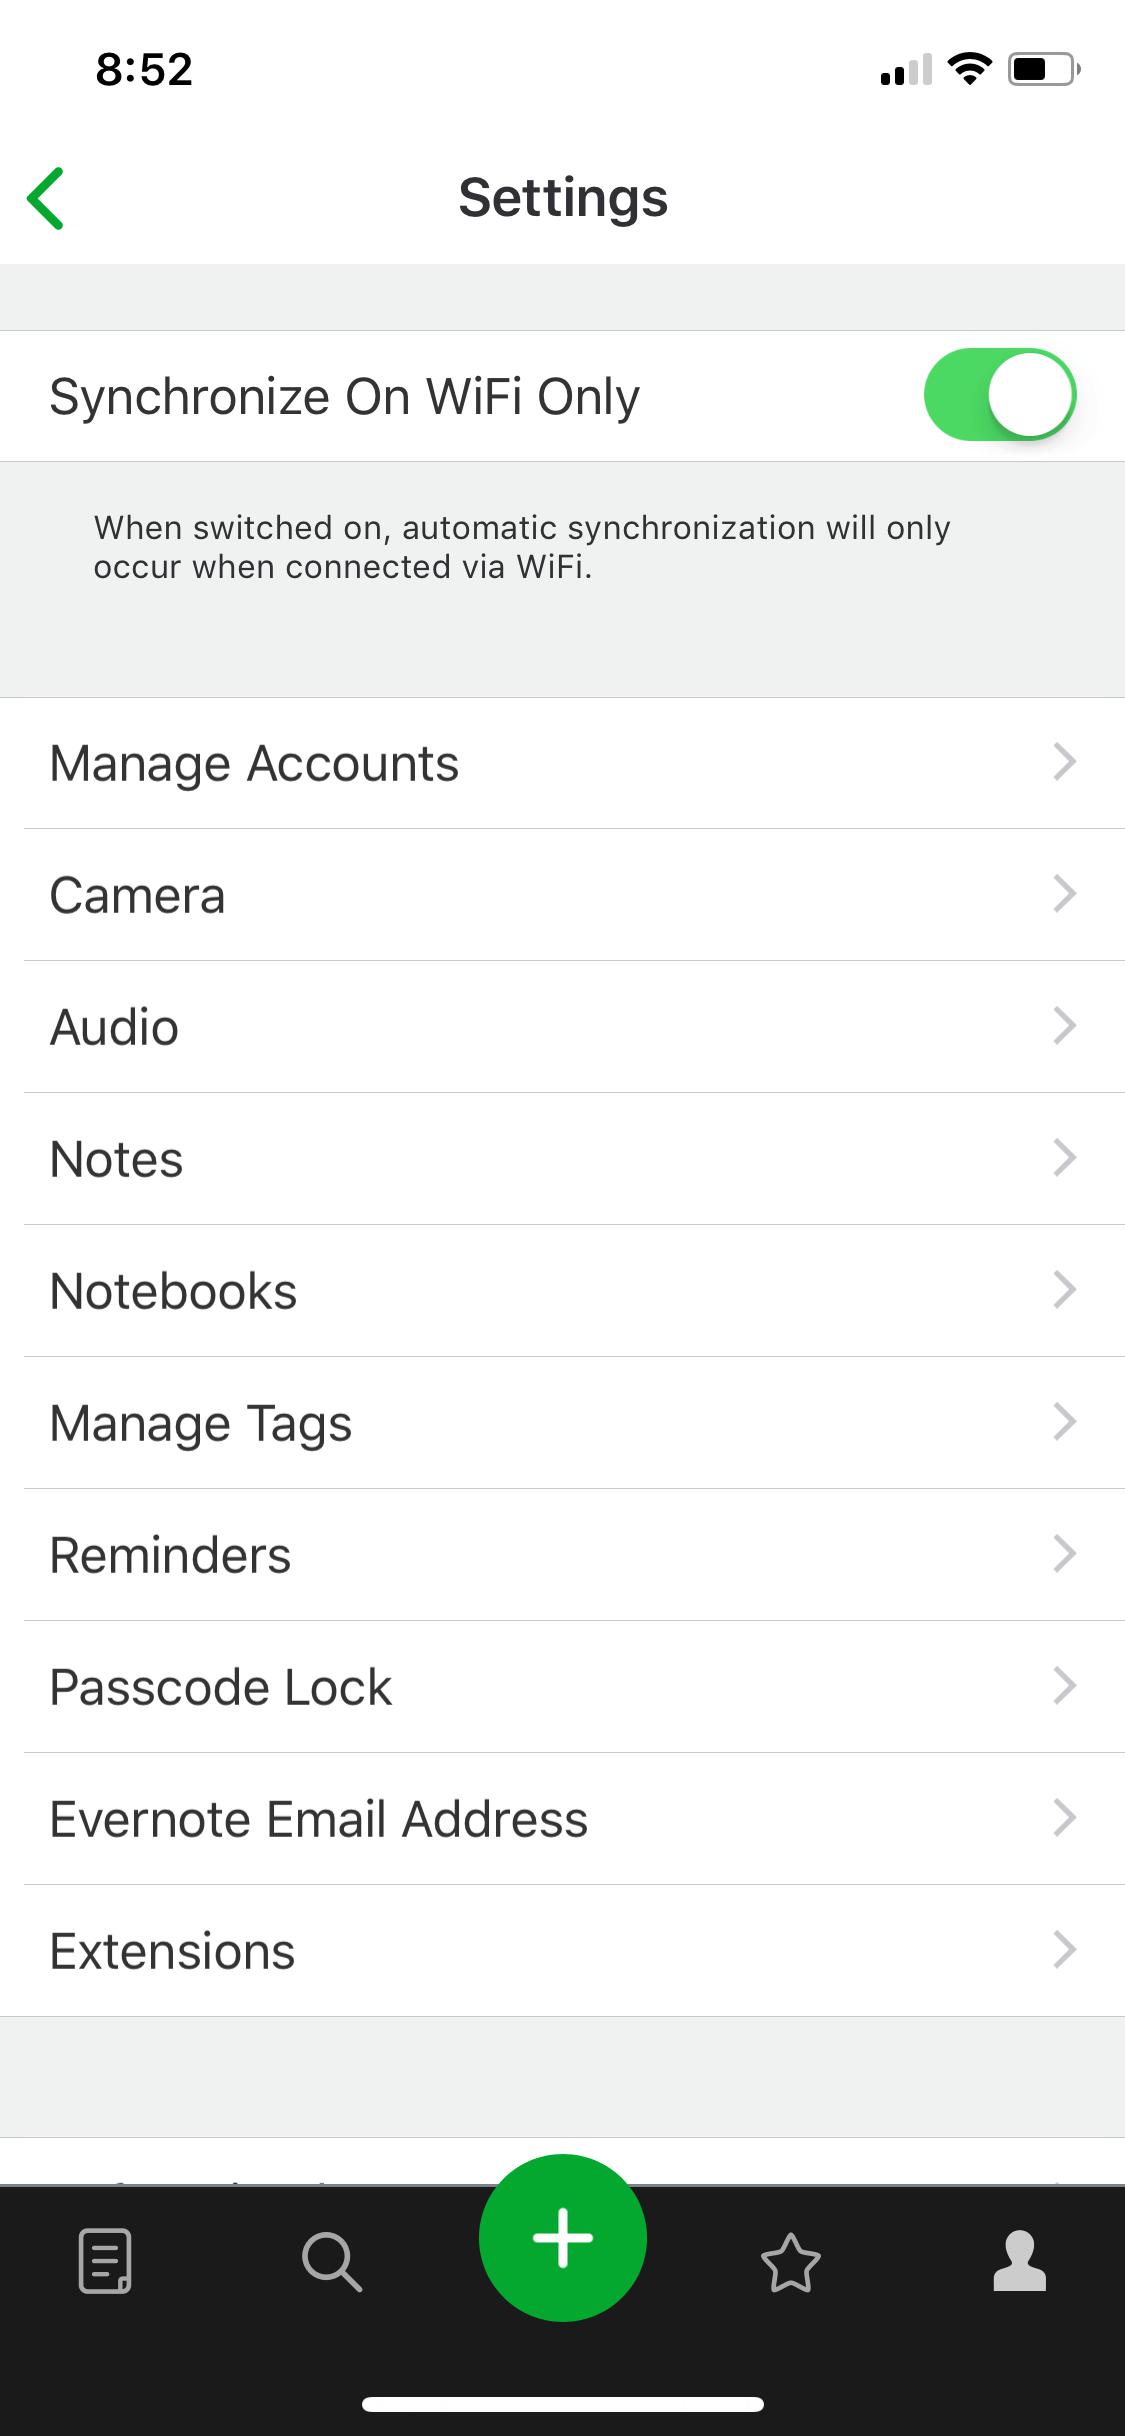 8:52
Settings
Synchronize On WiFi Only
When switched on, automatic synchronization will only
occur when connected via WiFi.
Manage Accounts
Camera
Audio
Notes
Notebooks
Manage Tags
Reminders
Passcode Lock
Evernote Email Address
Extensions